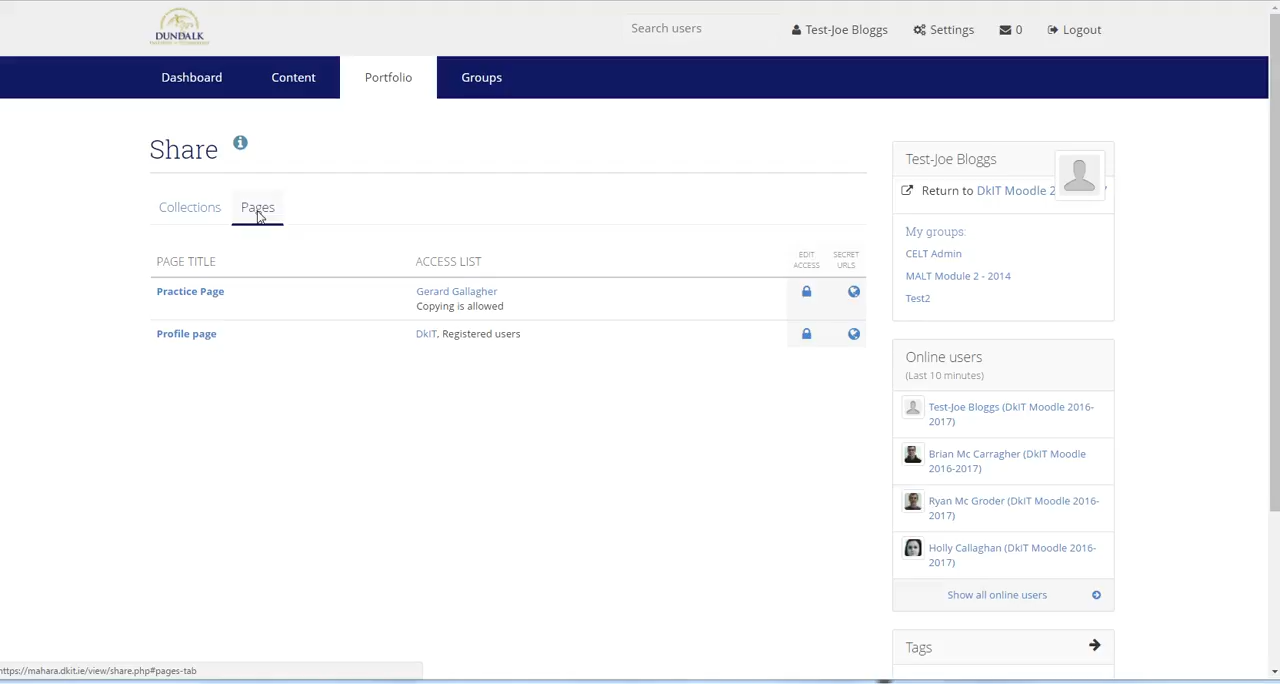 DUNDALK
Search users
Test-Joe Bloggs
Settings
0
Logout
Dashboard
Content
Portfolio
Groups
Share
Collections
Pages
PAGE TITLE
ACCESS LIST
EDIT ACCESS
SECRET URLS
Practice Page
Gerard Gallagher
Copying is allowed
Profile page
DkIT, Registered users
Test-Joe Bloggs
Return to DkIT Moodle 2
My groups:
CELT Admin
MALT Module 2 - 2014
Test2
Online users
(Last 10 minutes)
Test-Joe Bloggs (DkIT Moodle 2016-
2017)
Brian Mc Carragher (DkIT Moodle
2016-2017)
Ryan Mc Groder (DkIT Moodle 2016-
2017)
Holly Callaghan (DkIT Moodle 2016-
2017)
Show all online users
Tags
https://mahara.dkit.ie/view/share.php#pages-tab